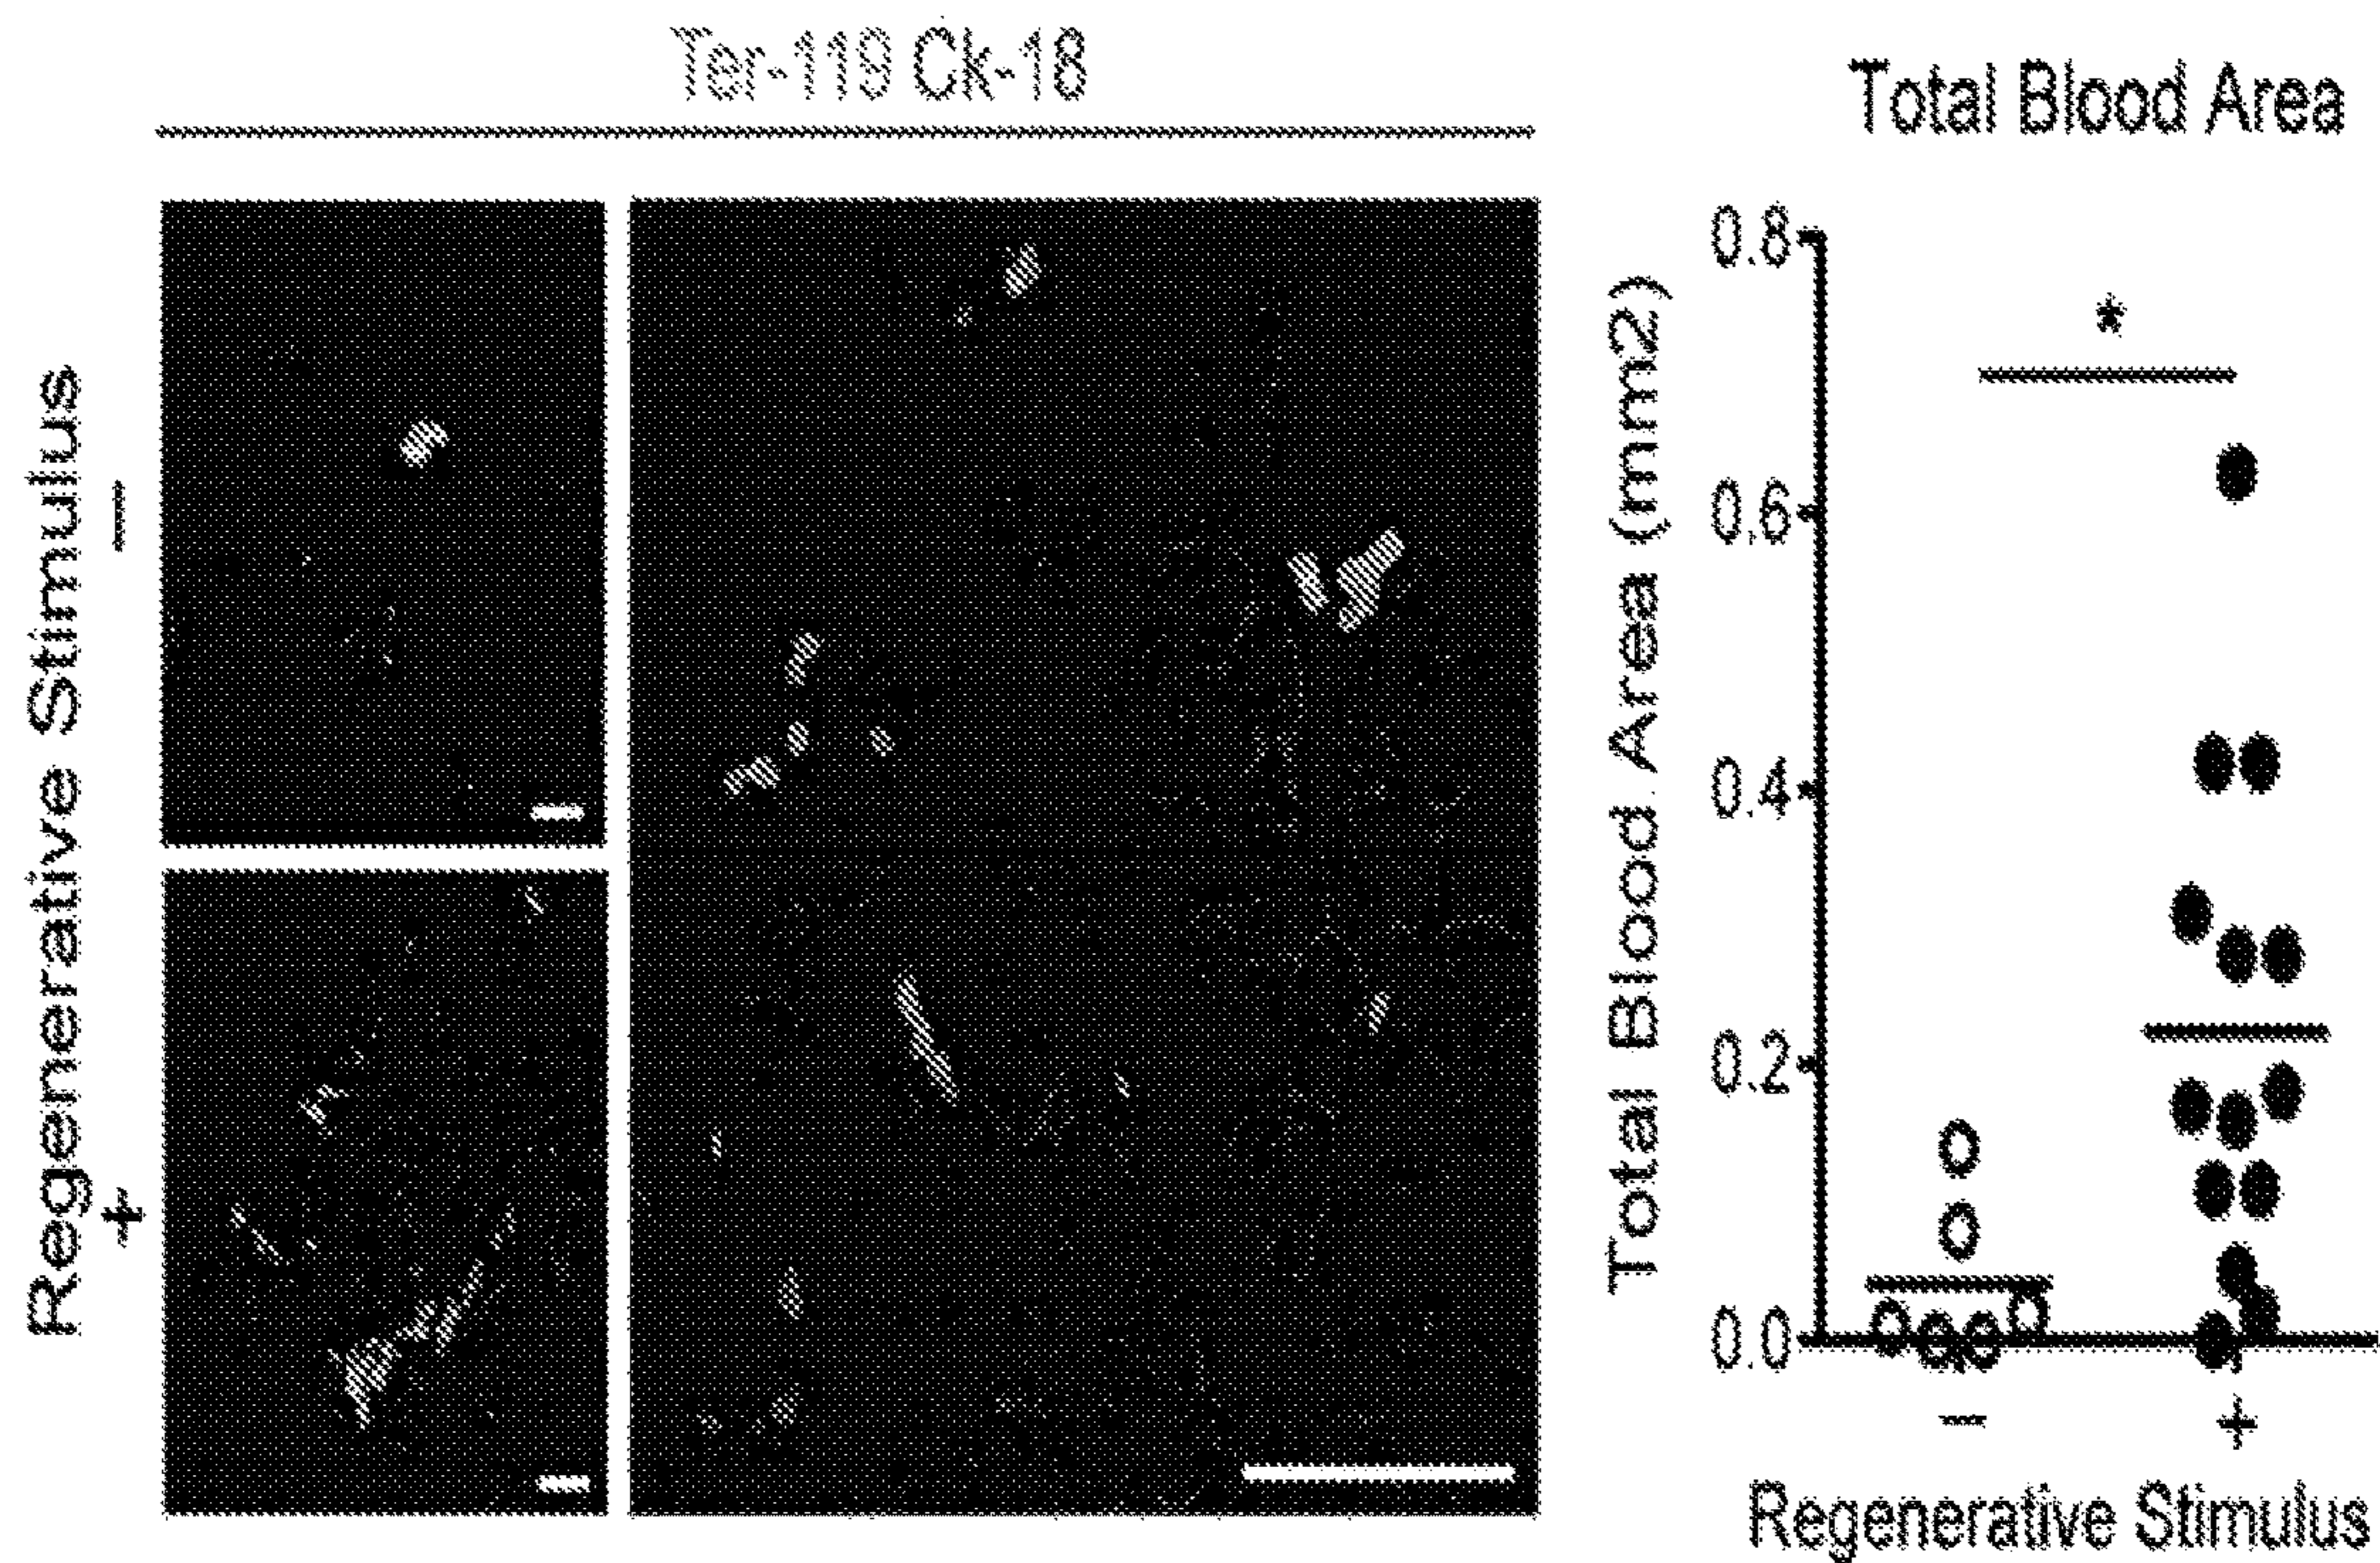 Ter-119 Ck-18
Regenerative Stimulus
−
+
Total Blood Area
Total Blood Area (mm2)
0.8
0.6
0.4
0.2
0.0
*
− +
Regenerative Stimulus